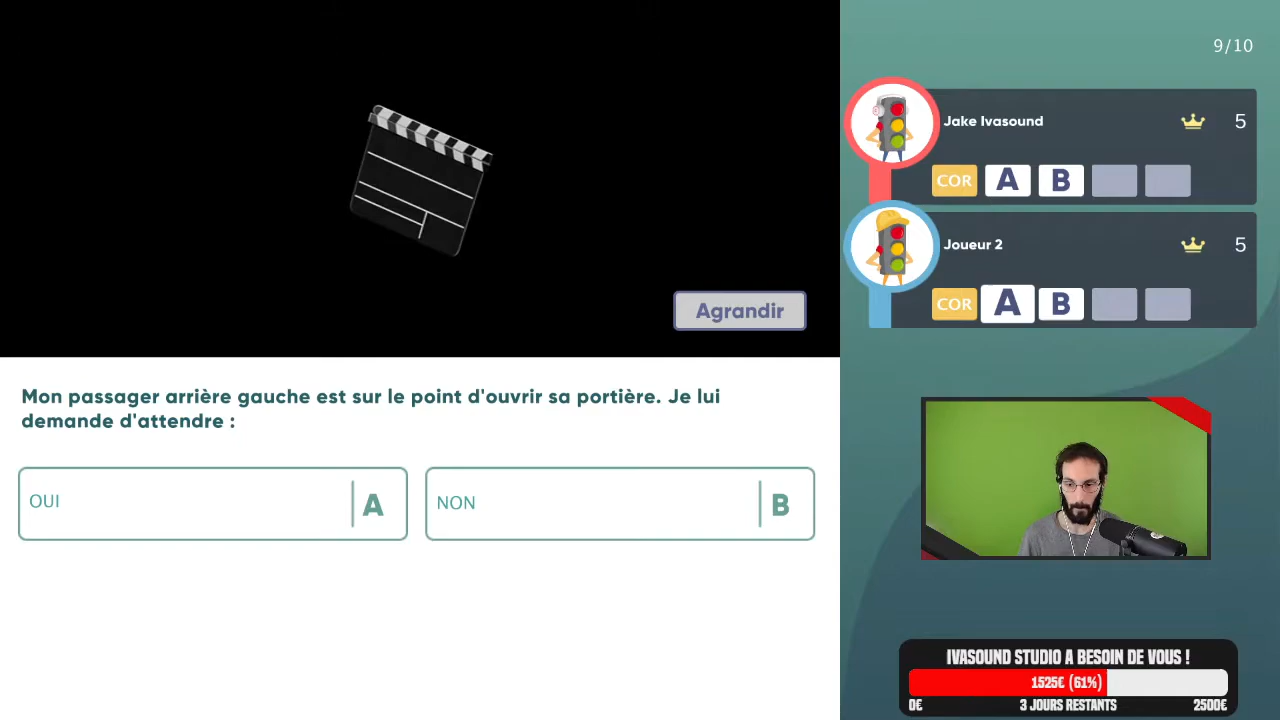 9/10
Jake Ivasound 5
COR A B
Joueur 2 5
COR A B
Agrandir
Mon passager arrière gauche est sur le point d'ouvrir sa portière. Je lui
demande d'attendre :
OUI A
NON B
IVASOUND STUDIO A BESOIN DE VOUS !
1525€ (61%)
0€ 3 JOURS RESTANTS 2500€